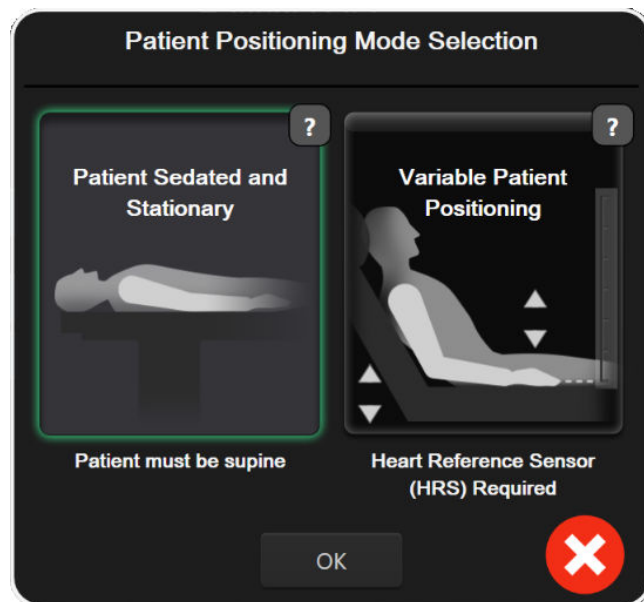 Patient Positioning Mode Selection
?
?
Patient Sedated and
Stationary
Variable Patient
Positioning
Patient must be supine
Heart Reference Sensor
(HRS) Required
OK